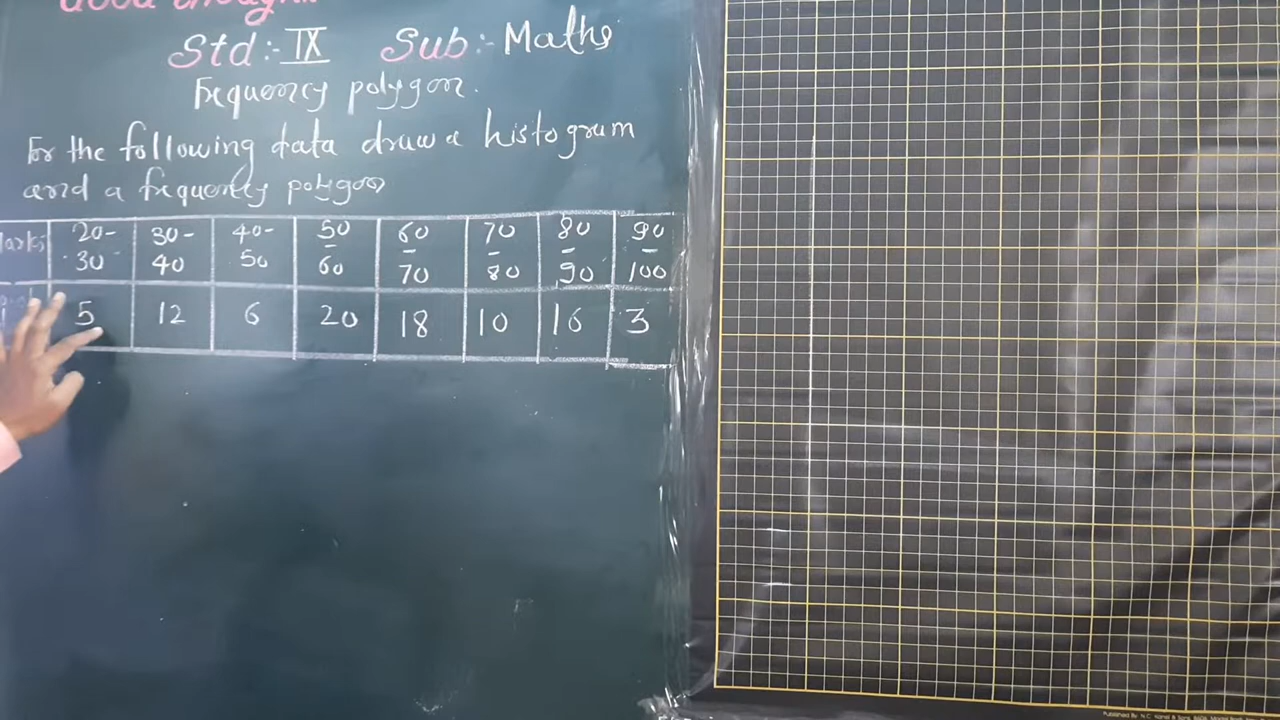 Good though...
Std :- IX Sub :- Maths
Frequency polygon.
For the following data draw a histogram
and a frequency polygon
Marks 20-30 30-40 40-50 50-60 60-70 70-80 80-90 90-100
5 12 6 20 18 10 16 3